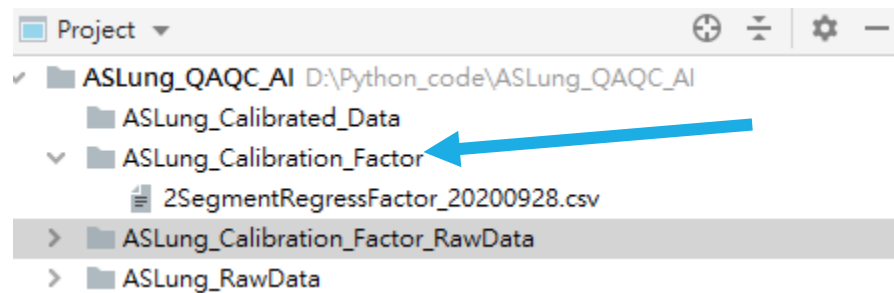 Project
ASLung_QAQC_AI D:\Python_code\ASLung_QAQC_AI
ASLung_Calibrated_Data
ASLung_Calibration_Factor
2SegmentRegressFactor_20200928.csv
ASLung_Calibration_Factor_RawData
ASLung_RawData